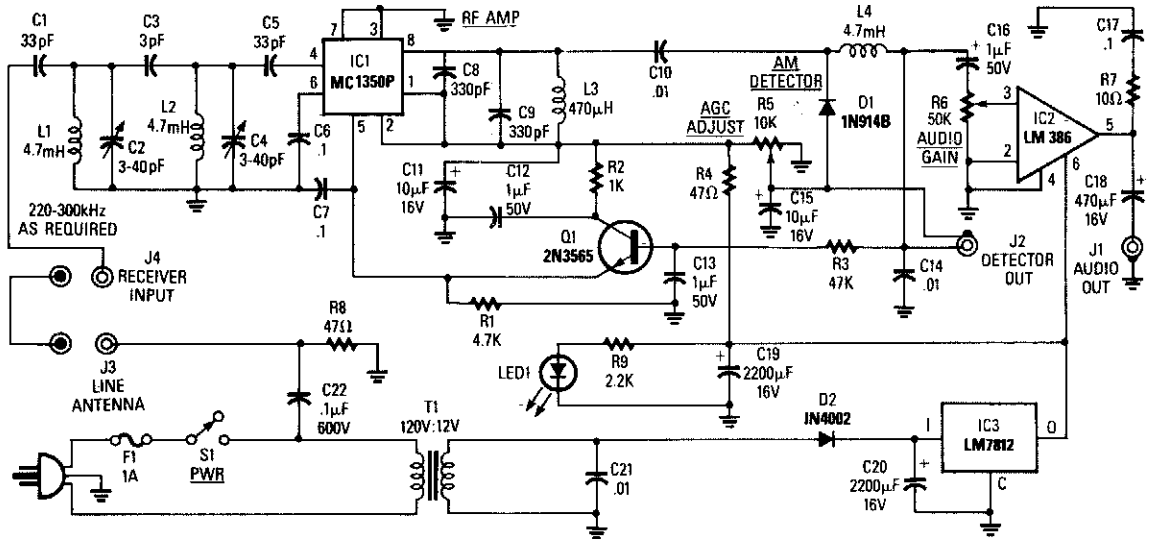 C1
33pF
C3
3pF
C5
33pF
7
3
RF AMP
4
6
8
1
5
2
IC1
MC1350P
L1
4.7mH
C2
3-40pF
L2
4.7mH
C4
3-40pF
C6
.1
C7
.1
C8
330pF
C9
330pF
L3
470μH
C10
.01
AM
DETECTOR
L4
4.7mH
D1
1N914B
AGC
ADJUST
R5
10K
C16
+
1μF
50V
R6
50K
AUDIO
GAIN
3
2
IC2
LM 386
5
6
4
C17
.1
R7
10Ω
C18
+
470μF
16V
J1
AUDIO
OUT
C11
+
10μF
16V
C12
1μF
50V
R2
1K
R4
47Ω
C15
+
10μF
16V
Q1
2N3565
C13
1μF
50V
R3
47K
C14
.01
J2
DETECTOR
OUT
R1
4.7K
220-300kHz
AS REQUIRED
J4
RECEIVER
INPUT
J3
LINE
ANTENNA
R8
47Ω
C22
.1μF
600V
LED1
R9
2.2K
C19
+
2200μF
16V
F1
1A
S1
PWR
T1
120V:12V
C21
.01
D2
IN4002
C20
+
2200μF
16V
I
O
C
IC3
LM7812